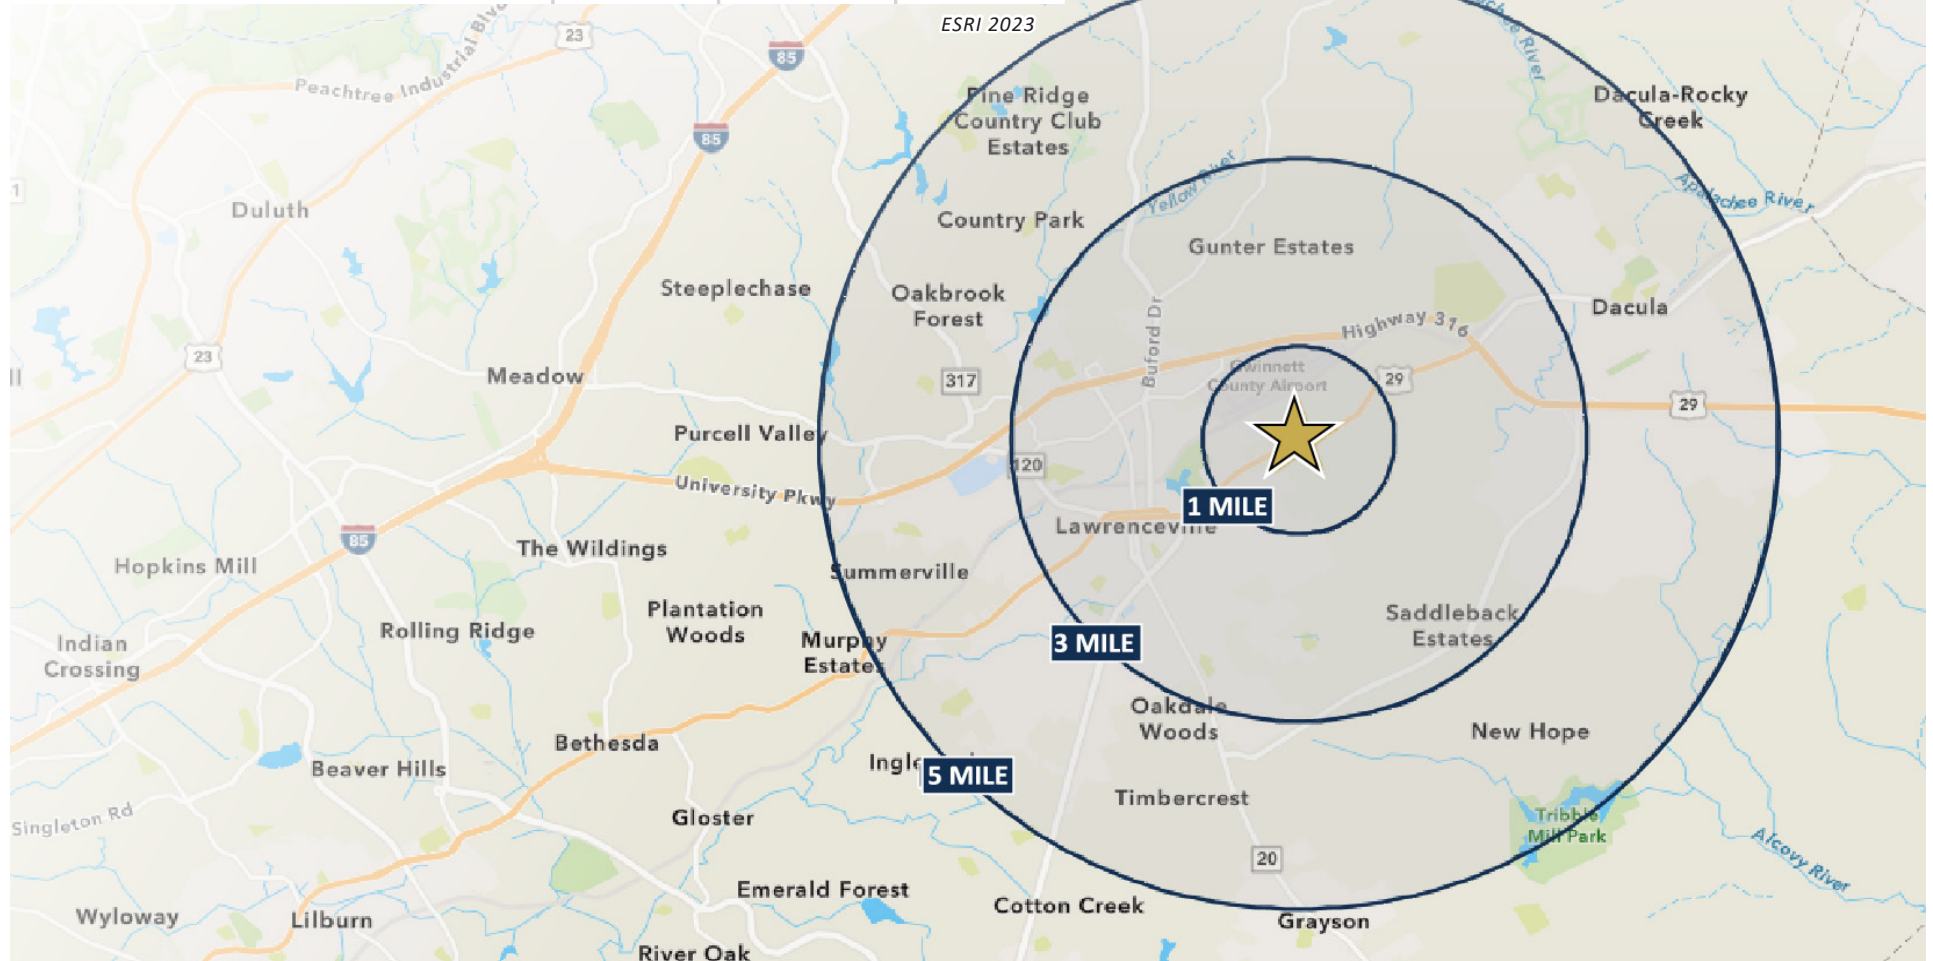 ESRI 2023
23
Peachtree Industrial Blvd
85
Apalachee River
Pine Ridge
Country Club
Estates
Dacula-Rocky
Creek
85
1
Duluth
Yellow River
Apalachee River
Country Park
Gunter Estates
Steeplechase
Oakbrook
Forest
Buford Dr
Highway 316
Dacula
23
Meadow
317
Gwinnett
County Airport
29
29
Purcell Valley
120
University Pkwy
1 MILE
Lawrenceville
85
The Wildings
Hopkins Mill
Summerville
Plantation
Woods
Rolling Ridge
Murphy
Estates
Indian
Crossing
3 MILE
Saddleback
Estates
Oakdale
Woods
New Hope
Bethesda
Beaver Hills
5 MILE
Timbercrest
Singleton Rd
Gloster
Tribble
Mill Park
20
Alcovy River
Emerald Forest
Cotton Creek
Wyloway
Lilburn
Grayson
River Oak